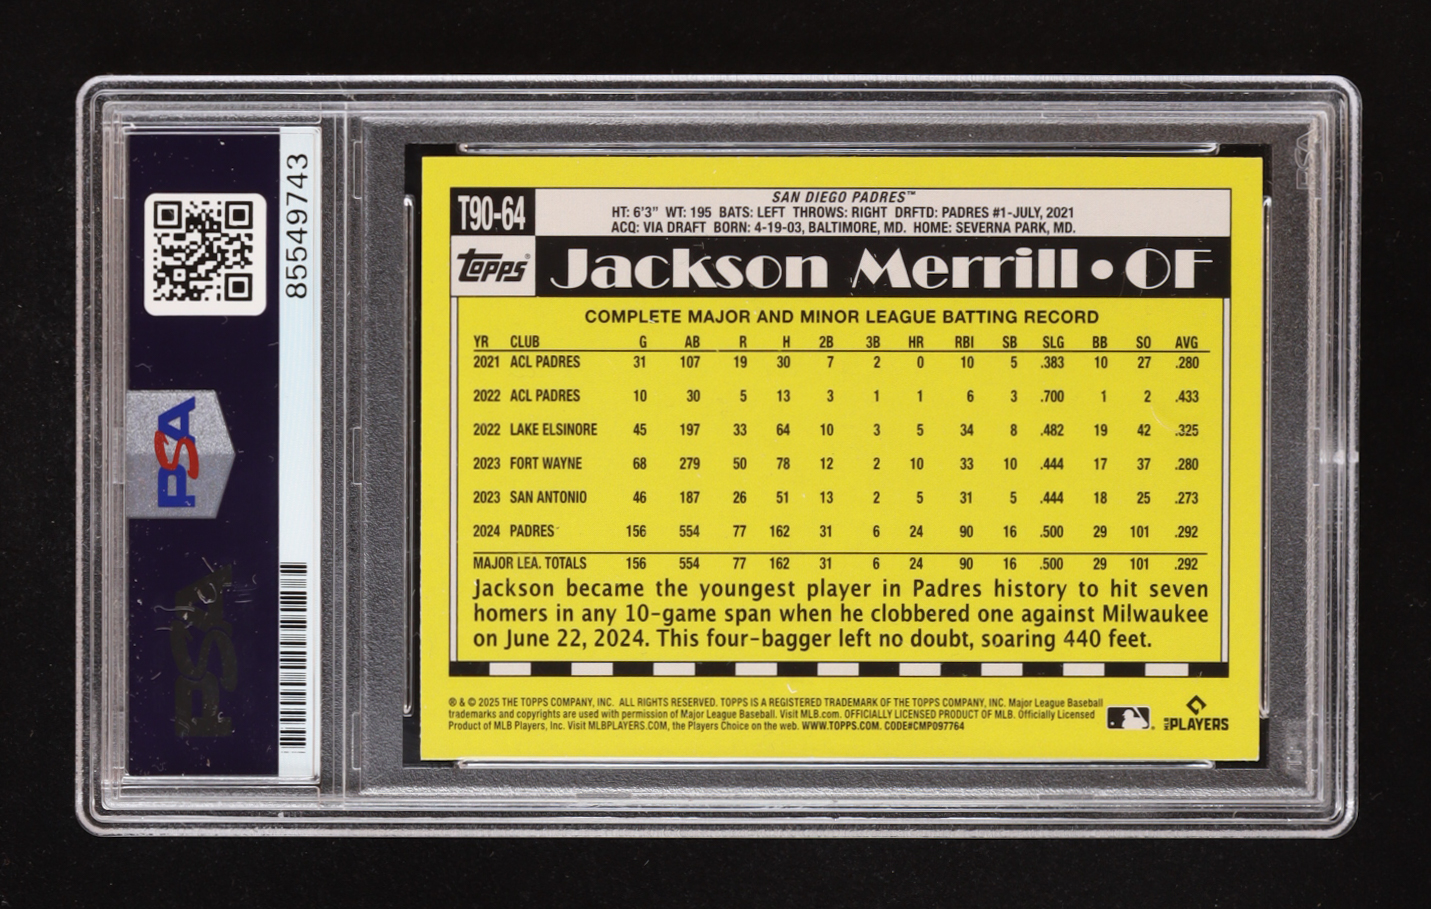 85549743
PSA
PSA
PSA
T90-64
SAN DIEGO PADRES™
HT: 6'3" WT: 195 BATS: LEFT THROWS: RIGHT DRFTD: PADRES #1-JULY, 2021
ACQ: VIA DRAFT BORN: 4-19-03, BALTIMORE, MD. HOME: SEVERNA PARK, MD.
Topps® Jackson Merrill • OF
COMPLETE MAJOR AND MINOR LEAGUE BATTING RECORD
YR CLUB G AB R H 2B 3B HR RBI SB SLG BB SO AVG
2021 ACL PADRES 31 107 19 30 7 2 0 10 5 .383 10 27 .280
2022 ACL PADRES 10 30 5 13 3 1 1 6 3 .700 1 2 .433
2022 LAKE ELSINORE 45 197 33 64 10 3 5 34 8 .482 19 42 .325
2023 FORT WAYNE 68 279 50 78 12 2 10 33 10 .444 17 37 .280
2023 SAN ANTONIO 46 187 26 51 13 2 5 31 5 .444 18 25 .273
2024 PADRES 156 554 77 162 31 6 24 90 16 .500 29 101 .292
MAJOR LEA. TOTALS 156 554 77 162 31 6 24 90 16 .500 29 101 .292
Jackson became the youngest player in Padres history to hit seven
homers in any 10-game span when he clobbered one against Milwaukee
on June 22, 2024. This four-bagger left no doubt, soaring 440 feet.
® & © 2025 THE TOPPS COMPANY, INC. ALL RIGHTS RESERVED. TOPPS IS A REGISTERED TRADEMARK OF THE TOPPS COMPANY, INC. Major League Baseball
trademarks and copyrights are used with permission of Major League Baseball. Visit MLB.com. OFFICIALLY LICENSED PRODUCT OF MLB. Officially Licensed
Product of MLB Players, Inc. Visit MLBPLAYERS.COM, the Players Choice on the web. WWW.TOPPS.COM. CODE#CMP097764
MLB PLAYERS